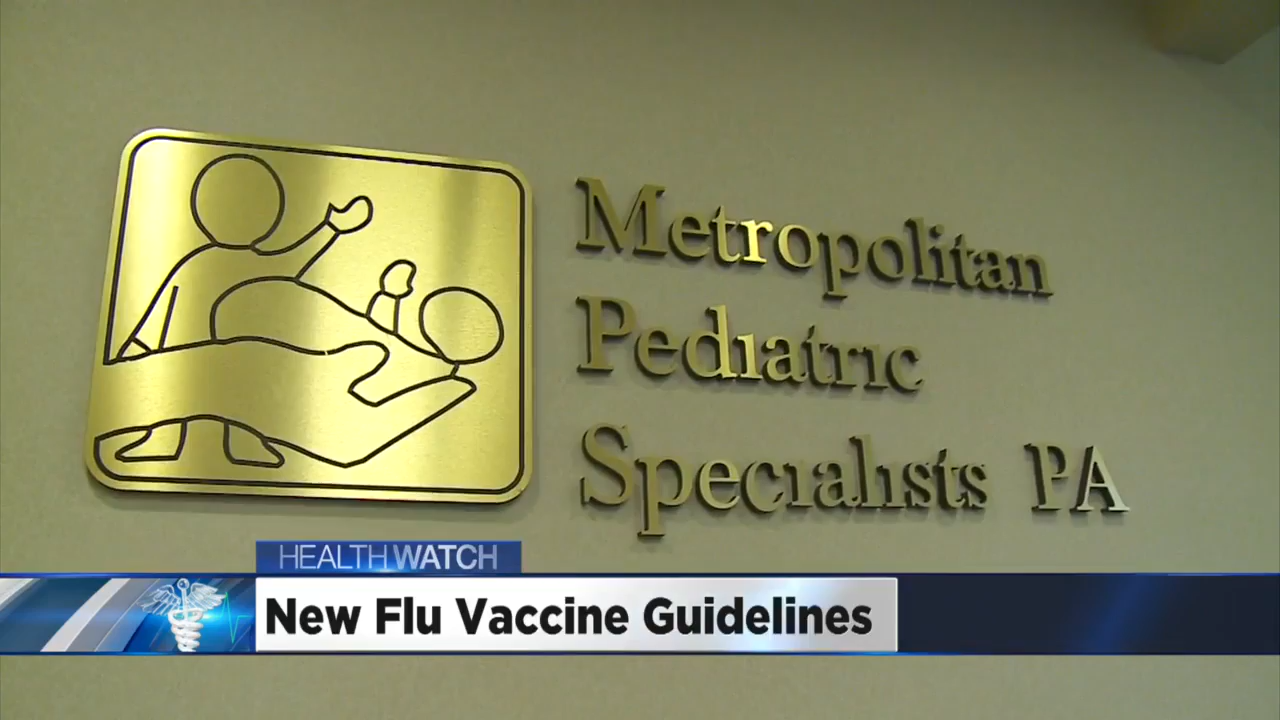 Metropolitan
Pediatric
Specialists PA
HEALTHWATCH
New Flu Vaccine Guidelines